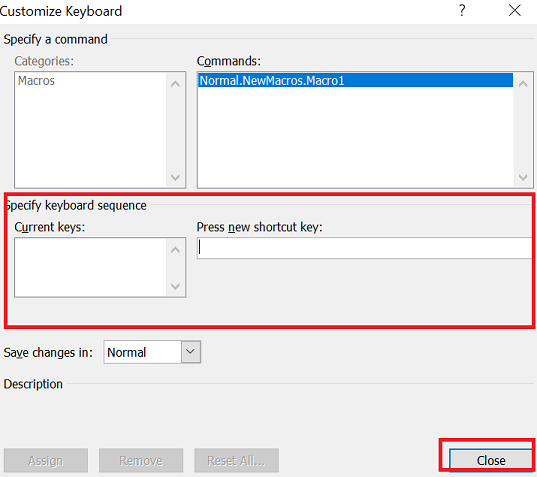 Customize Keyboard ?
Specify a command
Categories: Commands:
Macros Normal.NewMacros.Macro1
Specify keyboard sequence
Current keys: Press new shortcut key:
Save changes in: Normal
Description
Assign Remove Reset All... Close